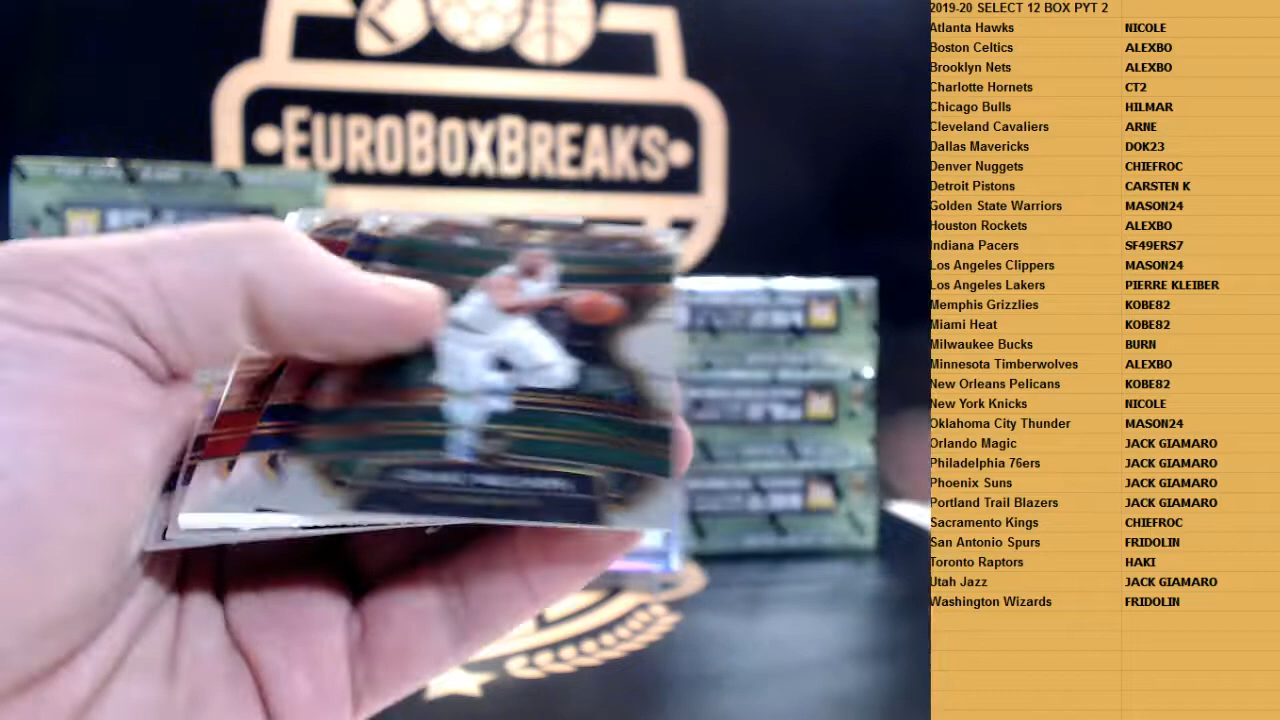 EUROBOXBREAKS
2019-20 SELECT 12 BOX PYT 2
Atlanta Hawks NICOLE
Boston Celtics ALEXBO
Brooklyn Nets ALEXBO
Charlotte Hornets CT2
Chicago Bulls HILMAR
Cleveland Cavaliers ARNE
Dallas Mavericks DOK23
Denver Nuggets CHIEFROC
Detroit Pistons CARSTEN K
Golden State Warriors MASON24
Houston Rockets ALEXBO
Indiana Pacers SF49ERS7
Los Angeles Clippers MASON24
Los Angeles Lakers PIERRE KLEIBER
Memphis Grizzlies KOBE82
Miami Heat KOBE82
Milwaukee Bucks BURN
Minnesota Timberwolves ALEXBO
New Orleans Pelicans KOBE82
New York Knicks NICOLE
Oklahoma City Thunder MASON24
Orlando Magic JACK GIAMARO
Philadelphia 76ers JACK GIAMARO
Phoenix Suns JACK GIAMARO
Portland Trail Blazers JACK GIAMARO
Sacramento Kings CHIEFROC
San Antonio Spurs FRIDOLIN
Toronto Raptors HAKI
Utah Jazz JACK GIAMARO
Washington Wizards FRIDOLIN